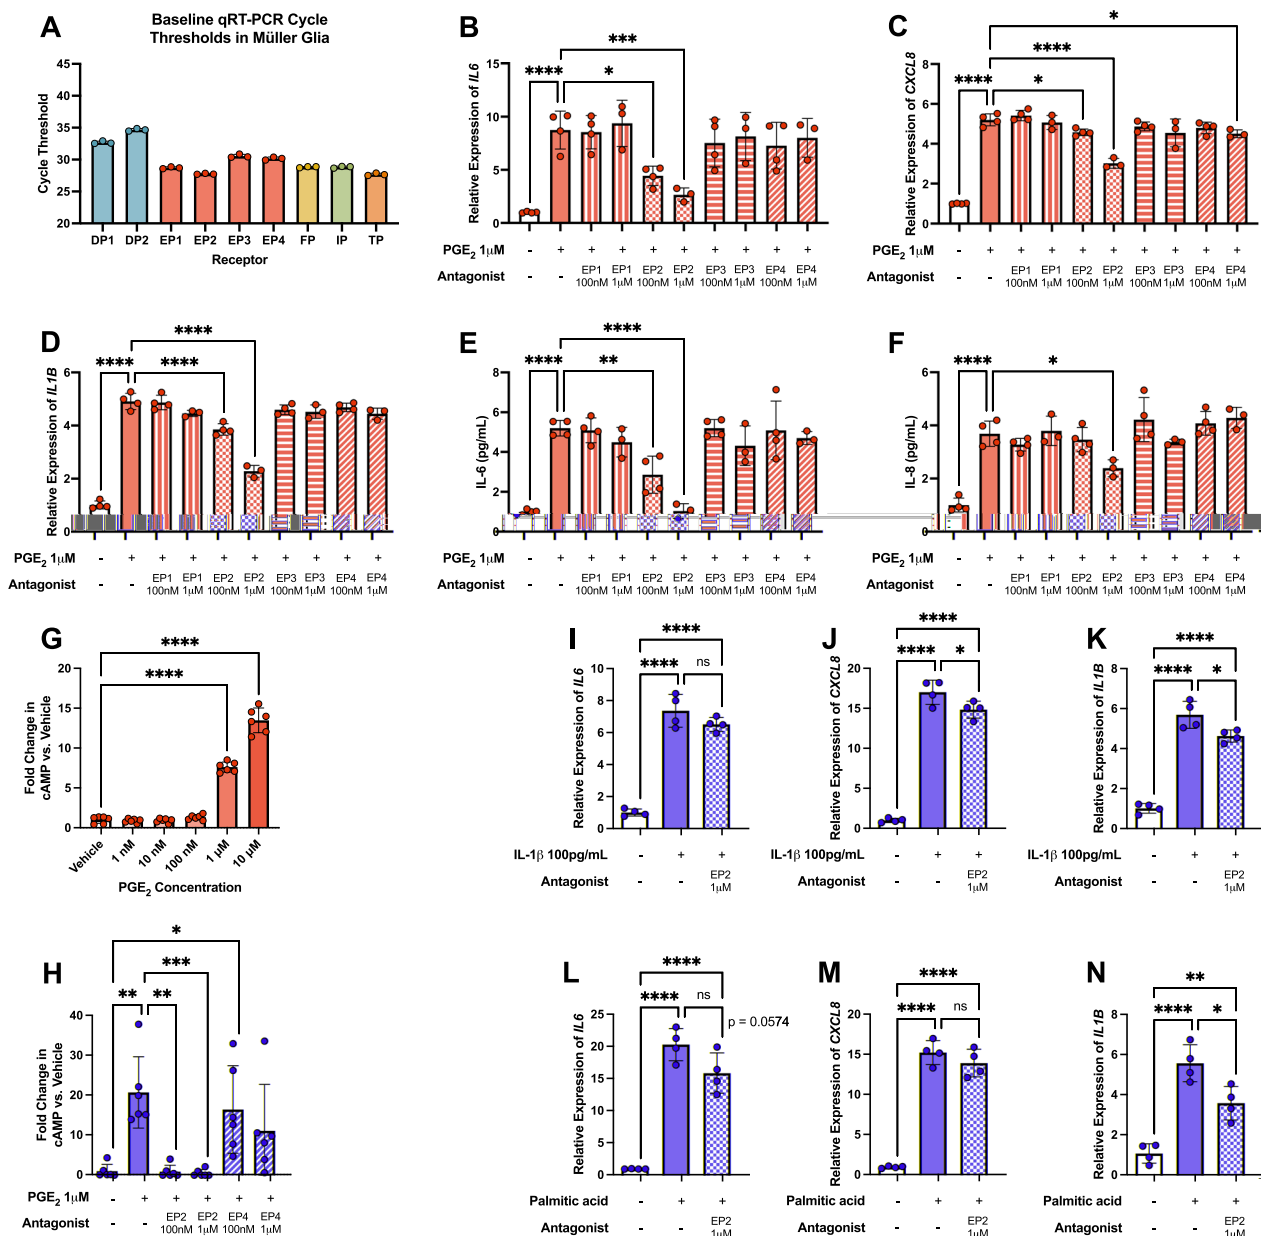 A
Baseline qRT-PCR Cycle
Thresholds in Müller Glia
Cycle Threshold
45
40
35
30
25
20
DP1 DP2 EP1 EP2 EP3 EP4 FP IP TP
Receptor
B
Relative Expression of IL6
15
10
5
0
**** * ***
PGE2 1μM - + + + + + + + + +
Antagonist - - EP1 100nM EP1 1μM EP2 100nM EP2 1μM EP3 100nM EP3 1μM EP4 100nM EP4 1μM
C
Relative Expression of CXCL8
8
6
4
2
0
**** * **** *
PGE2 1μM - + + + + + + + + +
Antagonist - - EP1 100nM EP1 1μM EP2 100nM EP2 1μM EP3 100nM EP3 1μM EP4 100nM EP4 1μM
D
Relative Expression of IL1B
6
4
2
0
**** **** ****
PGE2 1μM - + + + + + + + + +
Antagonist - - EP1 100nM EP1 1μM EP2 100nM EP2 1μM EP3 100nM EP3 1μM EP4 100nM EP4 1μM
E
IL-6 (pg/mL)
8
6
4
2
0
**** ** ****
PGE2 1μM - + + + + + + + + +
Antagonist - - EP1 100nM EP1 1μM EP2 100nM EP2 1μM EP3 100nM EP3 1μM EP4 100nM EP4 1μM
F
IL-8 (pg/mL)
6
4
2
0
**** *
PGE2 1μM - + + + + + + + + +
Antagonist - - EP1 100nM EP1 1μM EP2 100nM EP2 1μM EP3 100nM EP3 1μM EP4 100nM EP4 1μM
G
Fold Change in
cAMP vs. Vehicle
20
15
10
5
0
**** ****
Vehicle 1 nM 10 nM 100 nM 1 μM 10 μM
PGE2 Concentration
H
Fold Change in
cAMP vs. Vehicle
40
30
20
10
0
** ** *** *
PGE2 1μM - + + + + +
Antagonist - - EP2 100nM EP2 1μM EP4 100nM EP4 1μM
I
Relative Expression of IL6
10
8
6
4
2
0
**** ns ****
IL-1β 100pg/mL - + +
Antagonist - - EP2 1μM
J
Relative Expression of CXCL8
20
15
10
5
0
**** * ****
IL-1β 100pg/mL - + +
Antagonist - - EP2 1μM
K
Relative Expression of IL1B
8
6
4
2
0
**** * ****
IL-1β 100pg/mL - + +
Antagonist - - EP2 1μM
L
Relative Expression of IL6
25
20
15
10
5
0
**** ns ****
p = 0.0574
Palmitic acid - + +
Antagonist - - EP2 1μM
M
Relative Expression of CXCL8
20
15
10
5
0
**** ns ****
Palmitic acid - + +
Antagonist - - EP2 1μM
N
Relative Expression of IL1B
8
6
4
2
0
**** * **
Palmitic acid - + +
Antagonist - - EP2 1μM